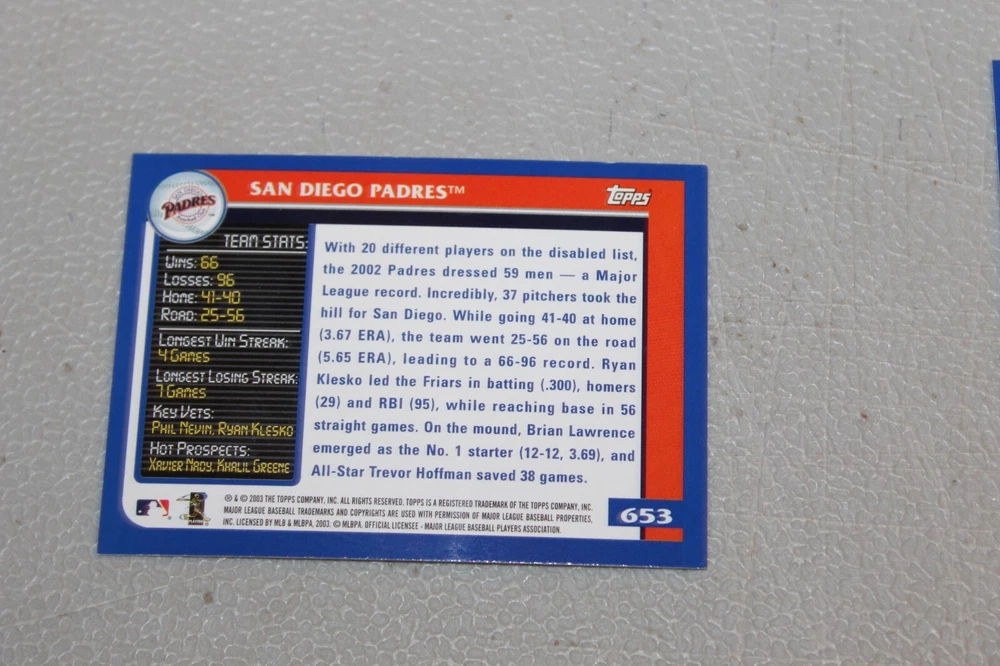 SAN DIEGO PADRES™
topps
PADRES
TEAM STATS:
WINS: 66
LOSSES: 96
HOME: 41-40
ROAD: 25-56
LONGEST WIN STREAK:
4 GAMES
LONGEST LOSING STREAK:
7 GAMES
KEY VETS:
PHIL NEVIN, RYAN KLESKO
HOT PROSPECTS:
XAVIER NADY, KHALIL GREENE
With 20 different players on the disabled list,
the 2002 Padres dressed 59 men — a Major
League record. Incredibly, 37 pitchers took the
hill for San Diego. While going 41-40 at home
(3.67 ERA), the team went 25-56 on the road
(5.65 ERA), leading to a 66-96 record. Ryan
Klesko led the Friars in batting (.300), homers
(29) and RBI (95), while reaching base in 56
straight games. On the mound, Brian Lawrence
emerged as the No. 1 starter (12-12, 3.69), and
All-Star Trevor Hoffman saved 38 games.
® & © 2003 THE TOPPS COMPANY, INC. ALL RIGHTS RESERVED. TOPPS IS A REGISTERED TRADEMARK OF THE TOPPS COMPANY, INC.
MAJOR LEAGUE BASEBALL TRADEMARKS AND COPYRIGHTS ARE USED WITH PERMISSION OF MAJOR LEAGUE BASEBALL PROPERTIES,
INC. LICENSED BY MLB & MLBPA, 2003. © MLBPA. OFFICIAL LICENSEE - MAJOR LEAGUE BASEBALL PLAYERS ASSOCIATION.
653